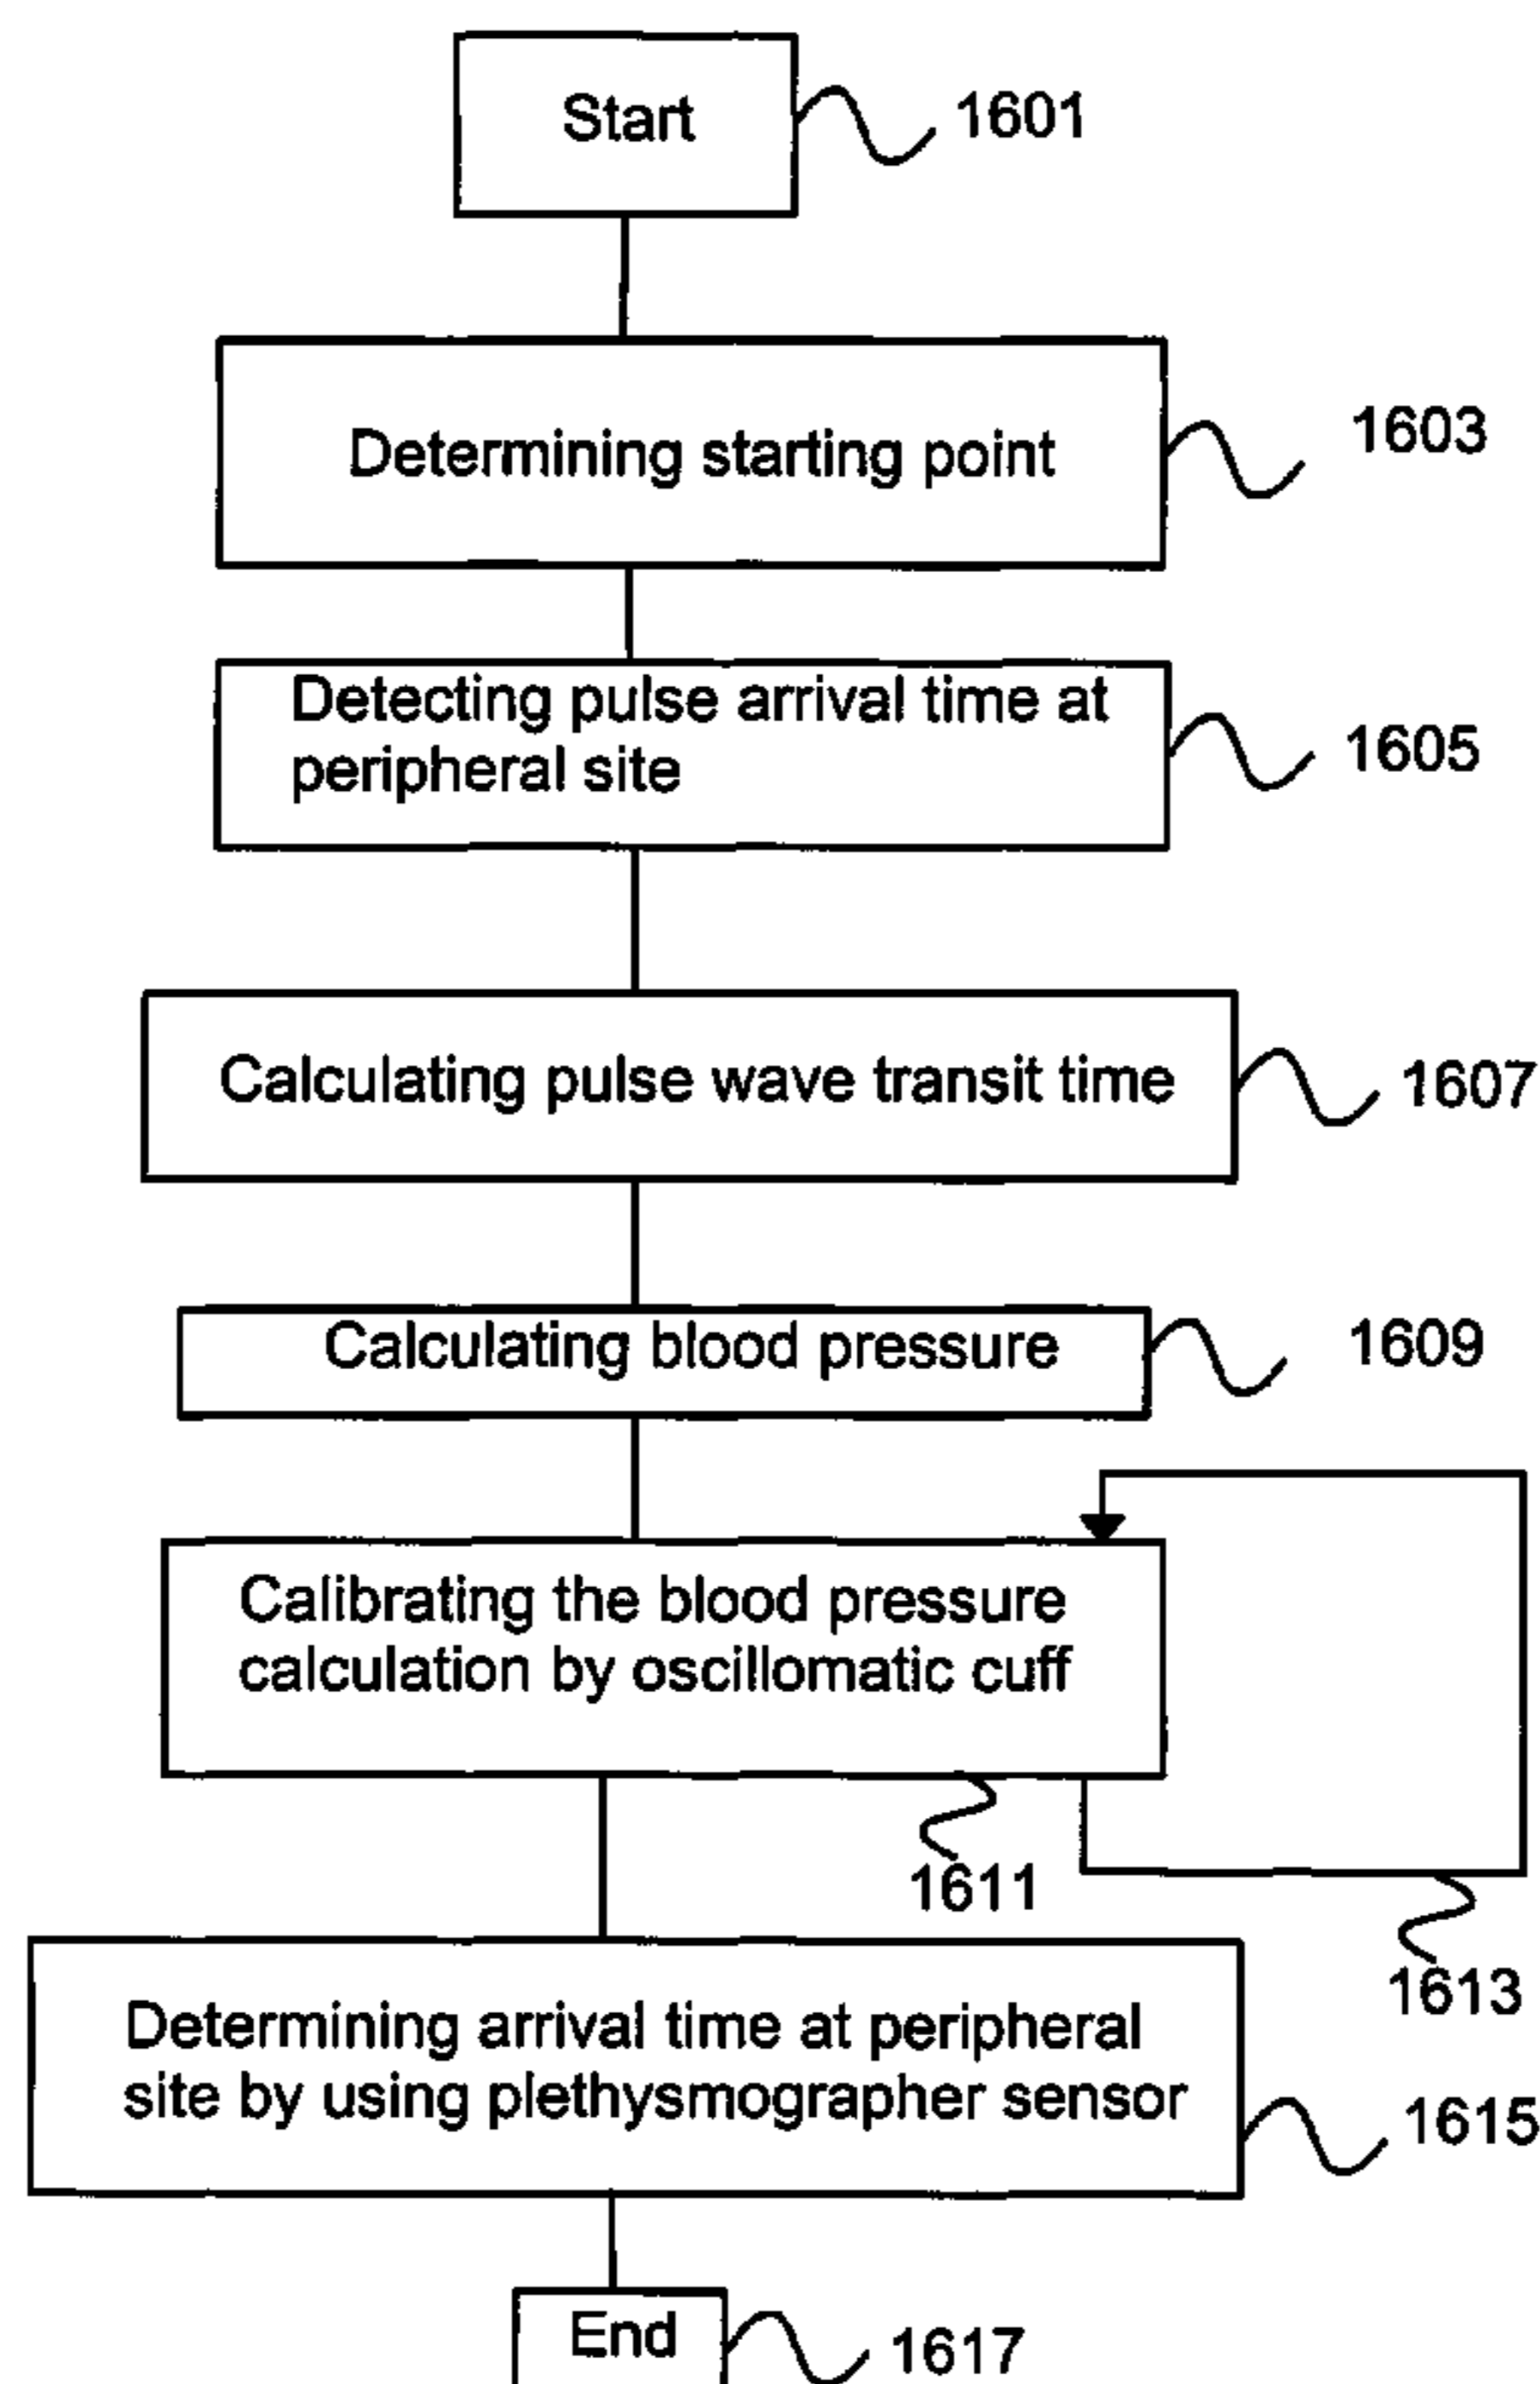 Start
1601
Determining starting point
1603
Detecting pulse arrival time at
peripheral site
1605
Calculating pulse wave transit time
1607
Calculating blood pressure
1609
Calibrating the blood pressure
calculation by oscillomatic cuff
1611
1613
Determining arrival time at peripheral
site by using plethysmographer sensor
1615
End
1617